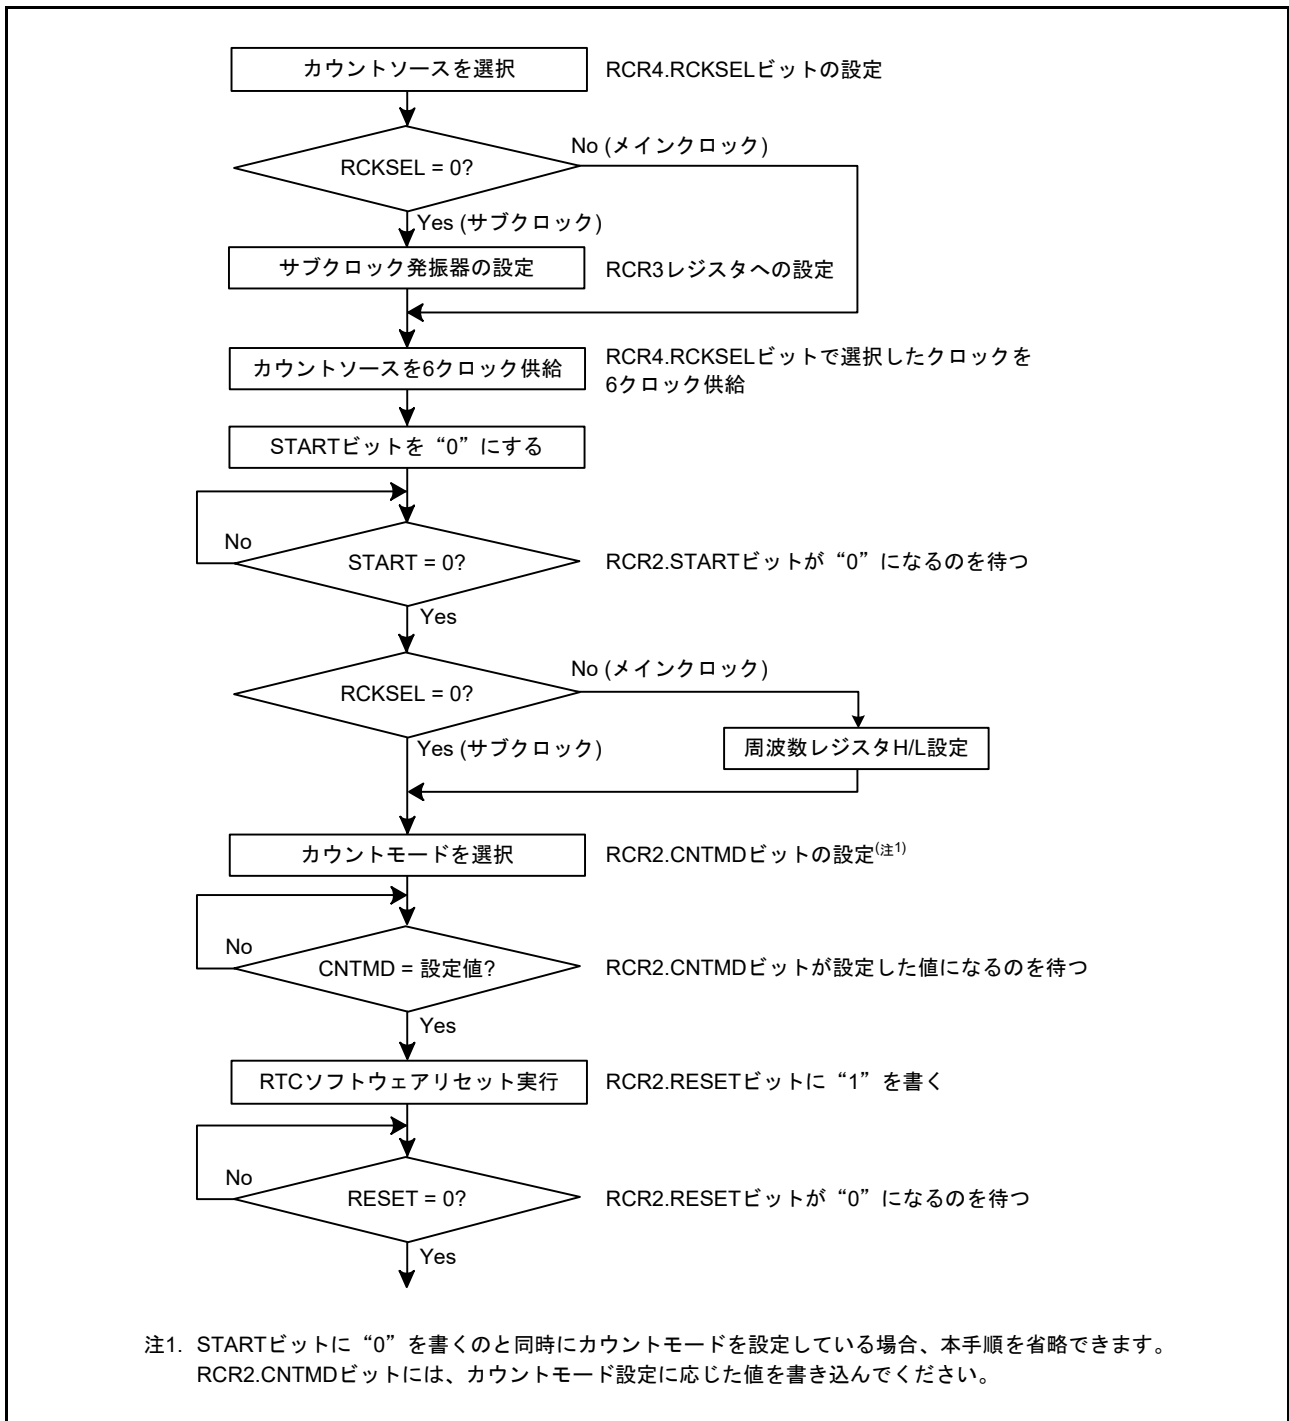 カウントソースを選択
RCR4.RCKSELビットの設定
RCKSEL = 0?
No (メインクロック)
Yes (サブクロック)
サブクロック発振器の設定
RCR3レジスタへの設定
カウントソースを6クロック供給
RCR4.RCKSELビットで選択したクロックを
6クロック供給
STARTビットを“0”にする
No
START = 0?
RCR2.STARTビットが“0”になるのを待つ
Yes
RCKSEL = 0?
No (メインクロック)
Yes (サブクロック)
周波数レジスタH/L設定
カウントモードを選択
RCR2.CNTMDビットの設定(注1)
No
CNTMD = 設定値?
RCR2.CNTMDビットが設定した値になるのを待つ
Yes
RTCソフトウェアリセット実行
RCR2.RESETビットに“1”を書く
No
RESET = 0?
RCR2.RESETビットが“0”になるのを待つ
Yes
注1. STARTビットに“0”を書くのと同時にカウントモードを設定している場合、本手順を省略できます。
RCR2.CNTMDビットには、カウントモード設定に応じた値を書き込んでください。